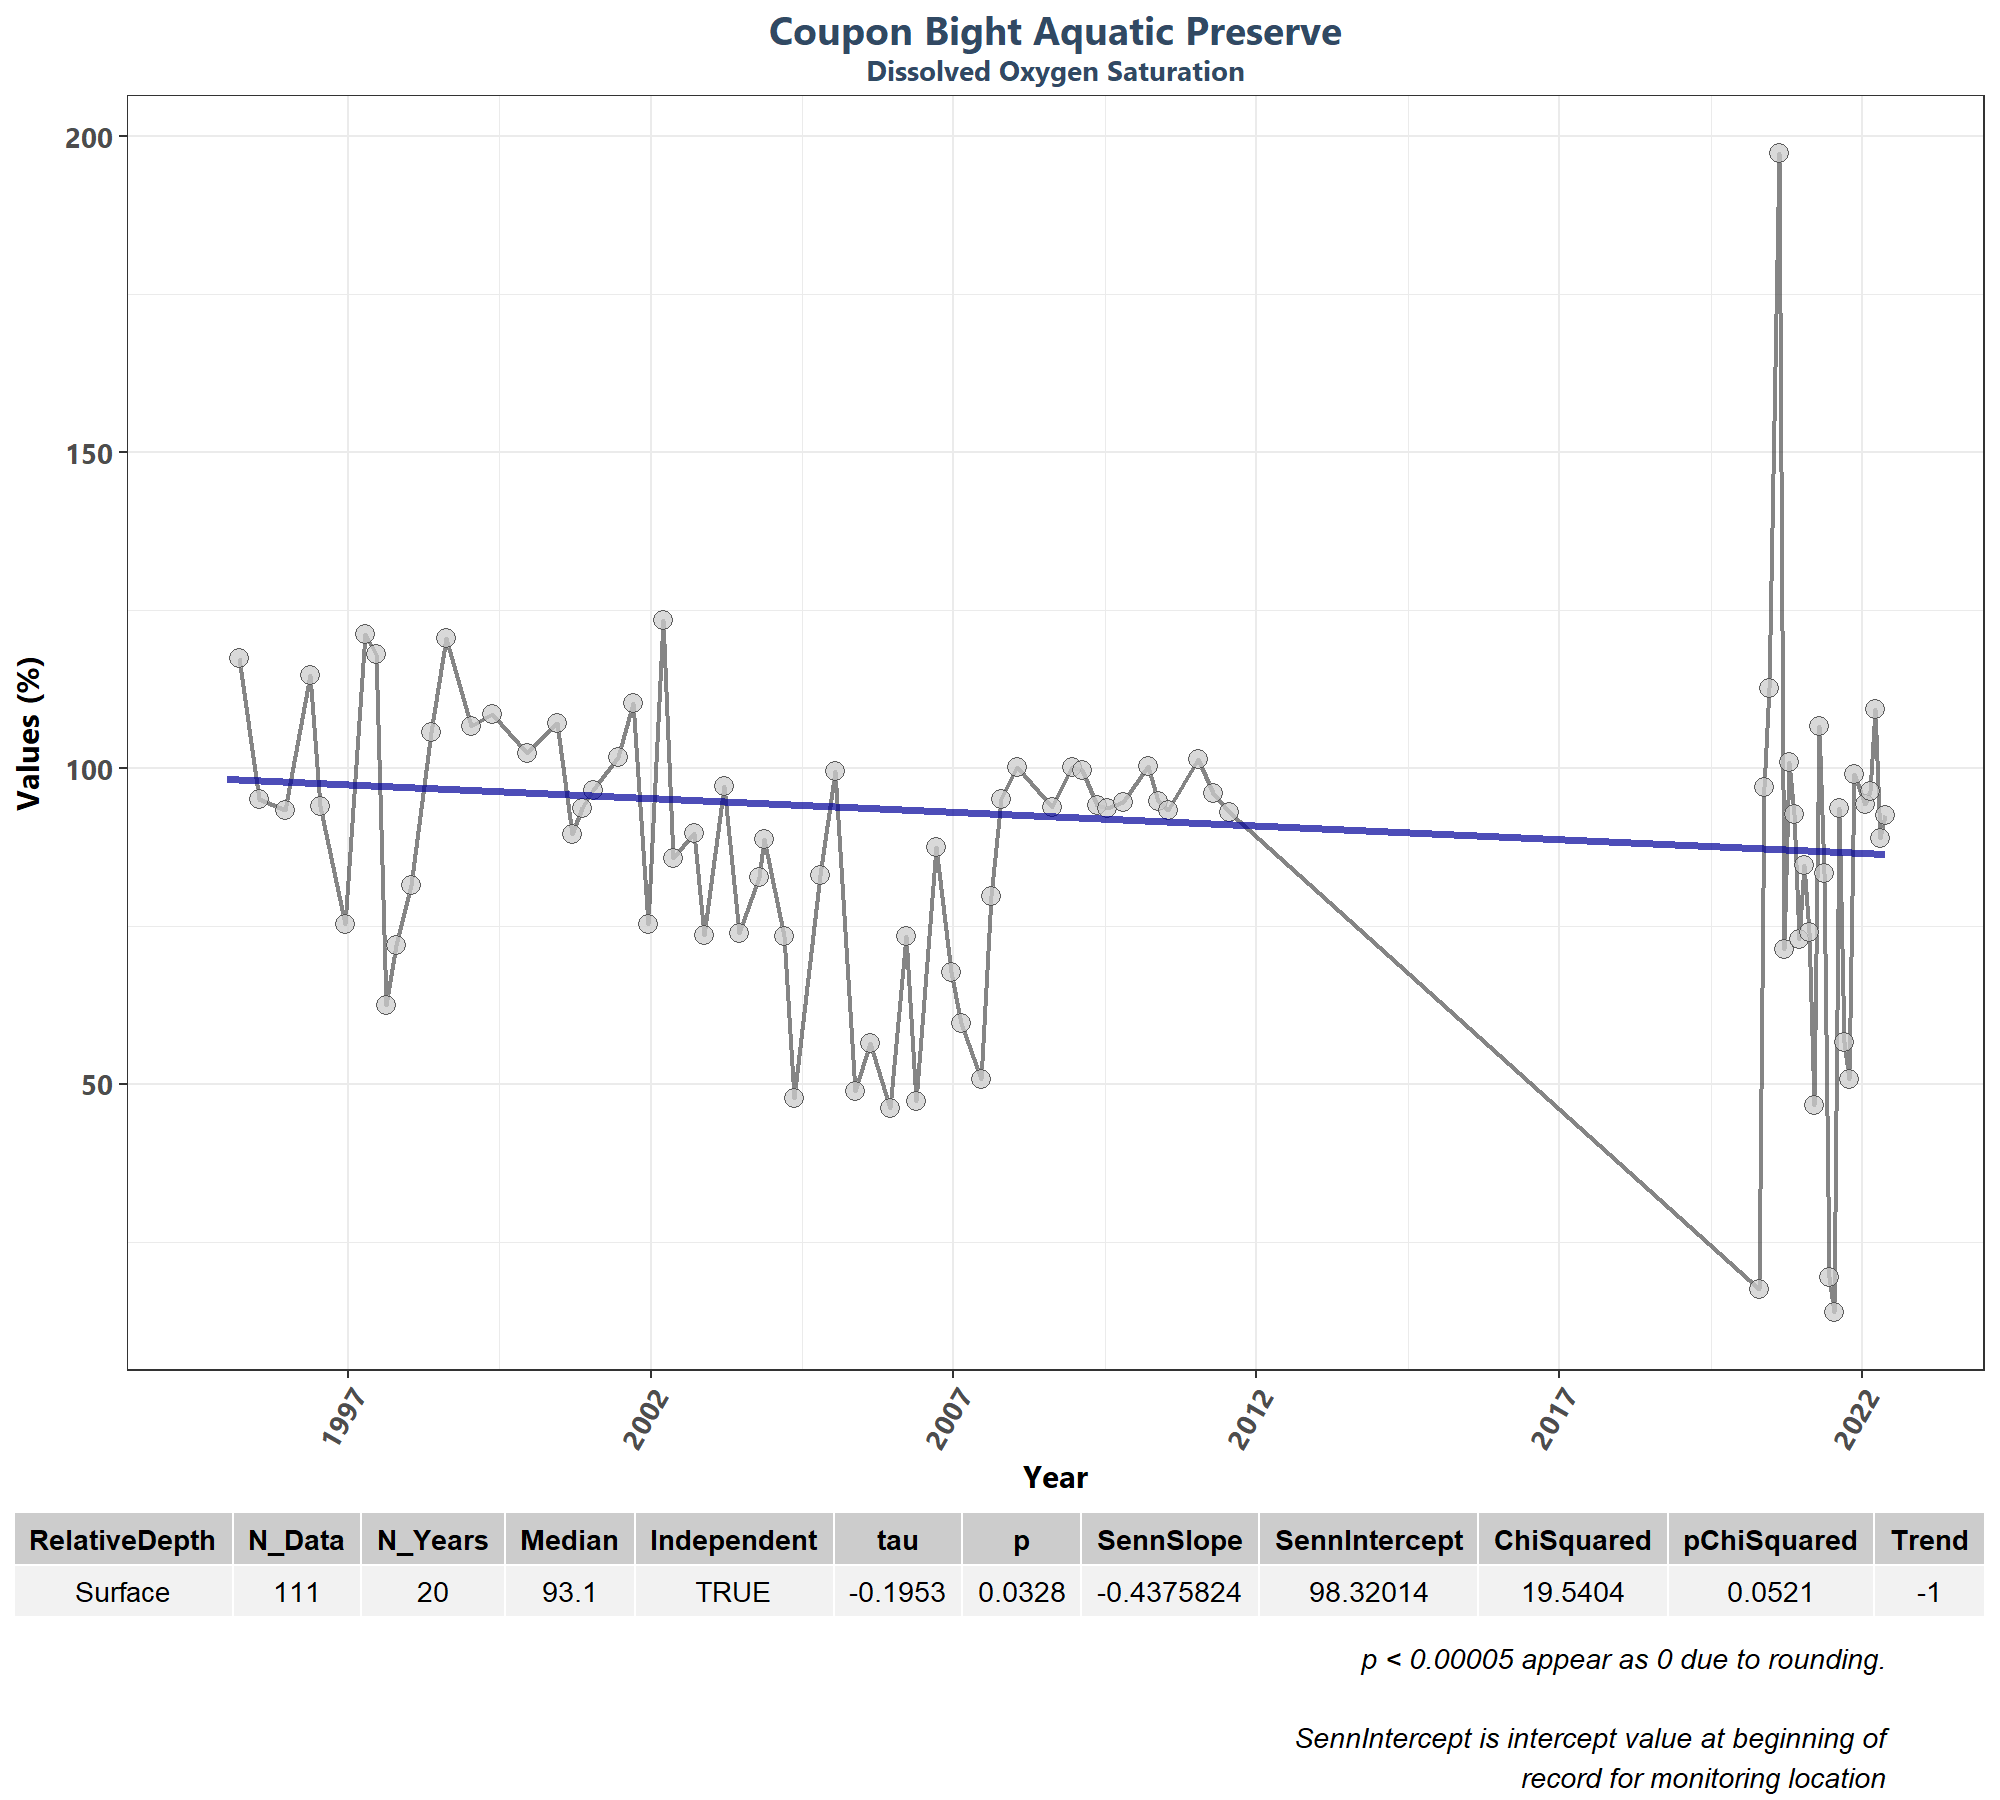 Coupon Bight Aquatic Preserve
Dissolved Oxygen Saturation
200
150
100
50
Values (%)
1997
2002
2007
2012
2017
2022
Year
RelativeDepth N_Data N_Years Median Independent tau p SennSlope SennIntercept ChiSquared pChiSquared Trend
Surface 111 20 93.1 TRUE -0.1953 0.0328 -0.4375824 98.32014 19.5404 0.0521 -1
p < 0.00005 appear as 0 due to rounding.
SennIntercept is intercept value at beginning of
record for monitoring location